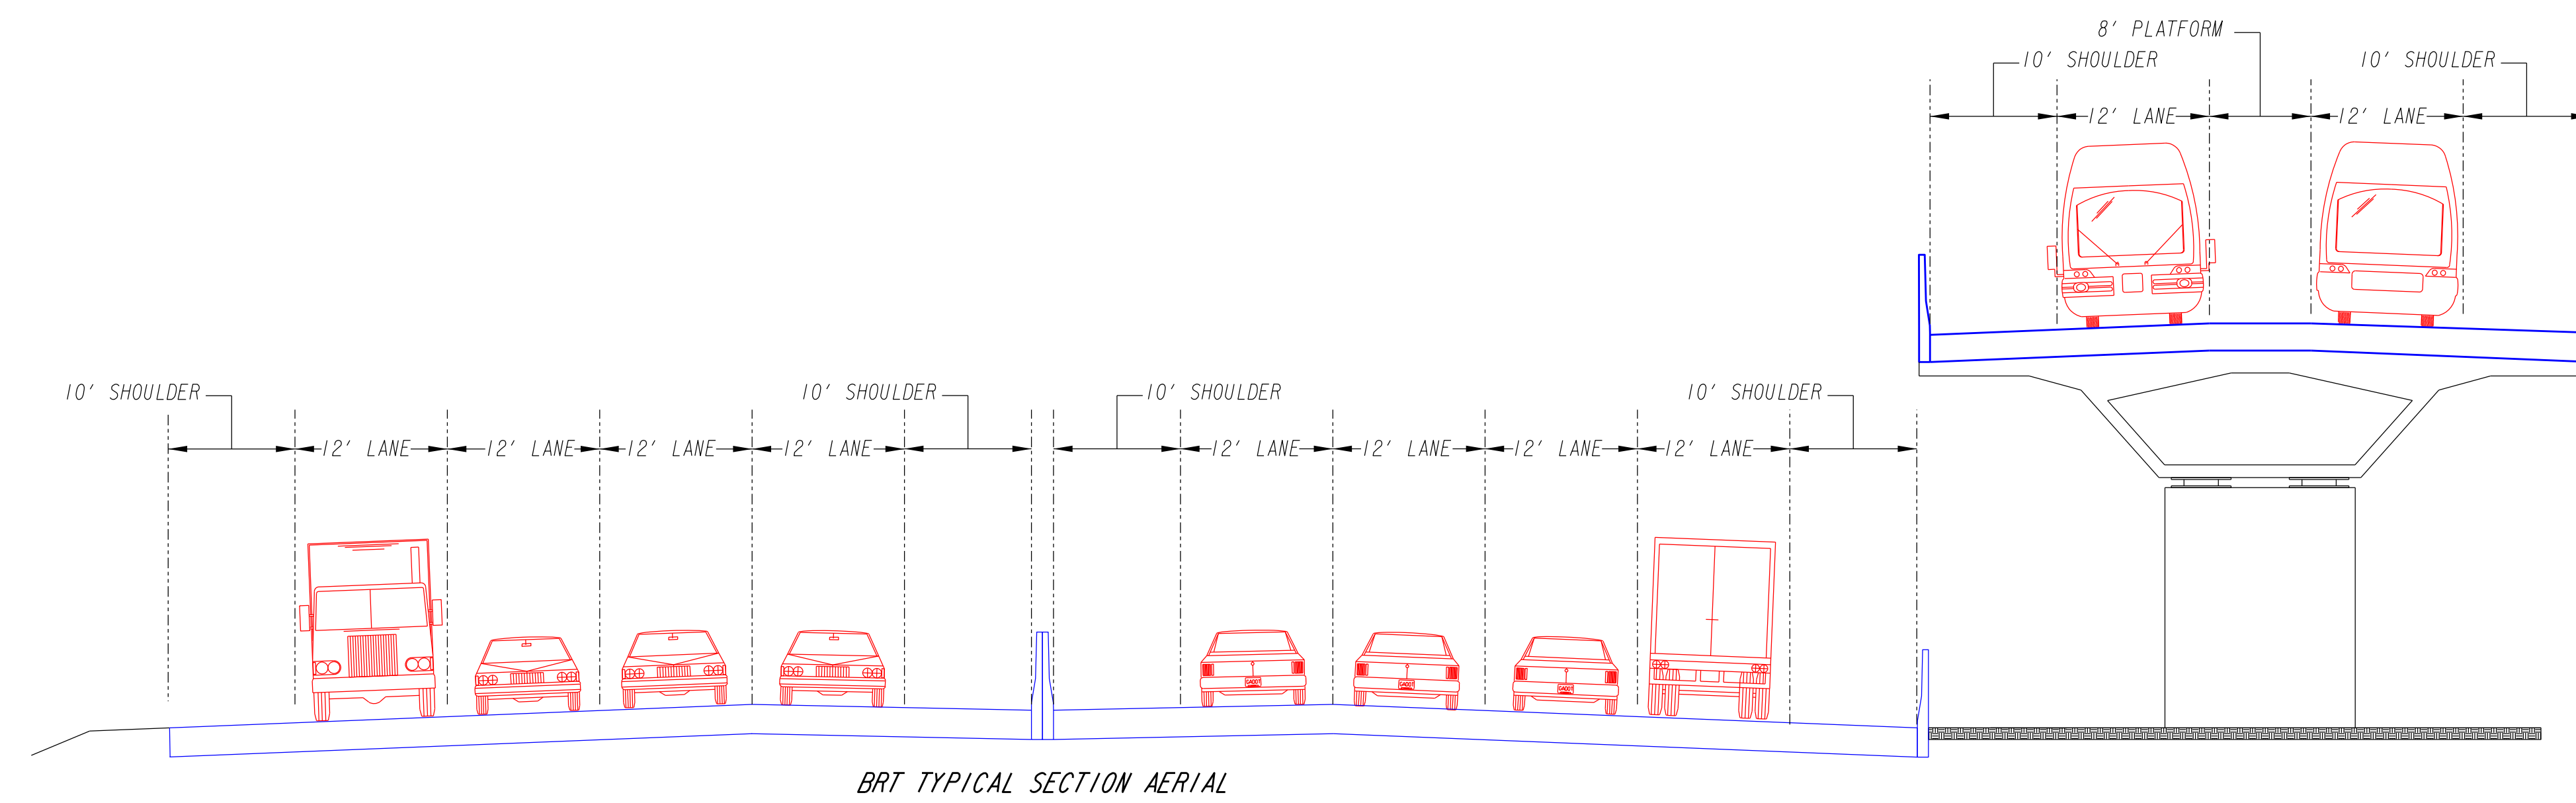 8' PLATFORM
10' SHOULDER 10' SHOULDER
12' LANE 12' LANE
10' SHOULDER 10' SHOULDER 10' SHOULDER 10' SHOULDER
12' LANE 12' LANE 12' LANE 12' LANE 12' LANE 12' LANE 12' LANE 12' LANE
BRT TYPICAL SECTION AERIAL